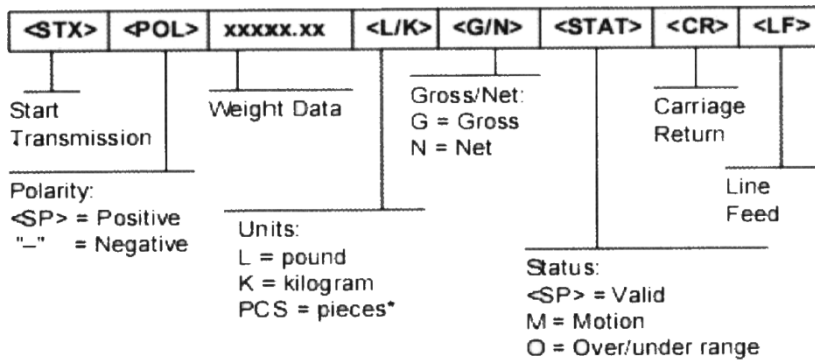 <STX> <POL> xxxxx.xx <L/K> <G/N> <STAT> <CR> <LF>
Start
Transmission
Polarity:
<SP> = Positive
"–" = Negative
Weight Data
Units:
L = pound
K = kilogram
PCS = pieces*
Gross/Net:
G = Gross
N = Net
Status:
<SP> = Valid
M = Motion
O = Over/under range
Carriage
Return
Line
Feed